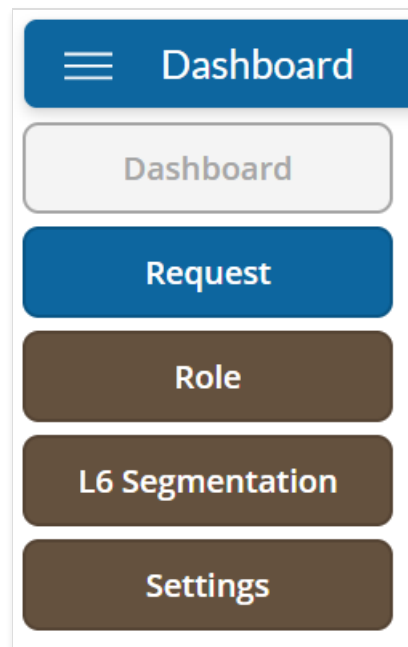 Dashboard
Dashboard
Request
Role
L6 Segmentation
Settings